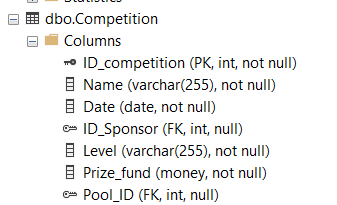 Statistics
dbo.Competition
Columns
ID_competition (PK, int, not null)
Name (varchar(255), not null)
Date (date, not null)
ID_Sponsor (FK, int, null)
Level (varchar(255), not null)
Prize_fund (money, not null)
Pool_ID (FK, int, null)